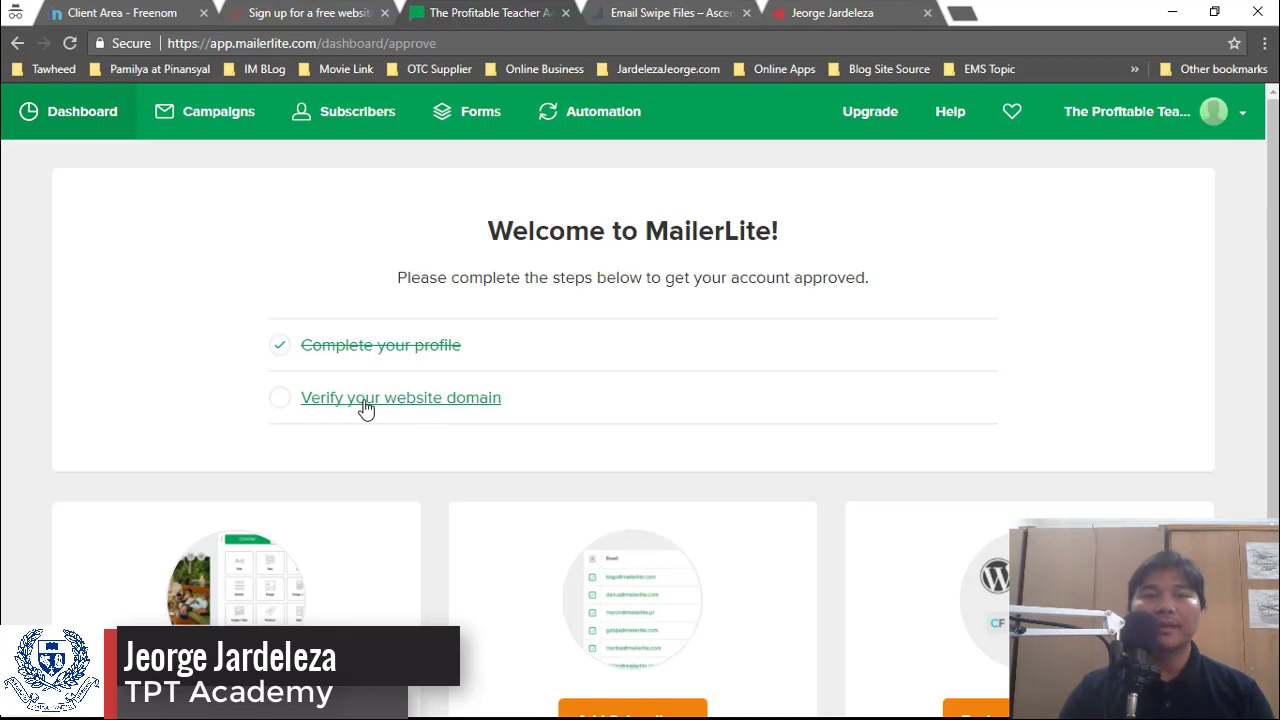 Client Area - Freenom
Sign up for a free website
The Profitable Teacher A
Email Swipe Files –
Jeorge Jardeleza
Secure
https://app.mailerlite.com/dashboard/approve
Tawheed
Pamilya at Pinansyal
IM BLog
Movie Link
OTC Supplier
Online Business
JardelezaJeorge.com
Online Apps
Blog Site Source
EMS Topic
Other bookmarks
Dashboard
Campaigns
Subscribers
Forms
Automation
Upgrade
Help
The Profitable Tea...
Welcome to MailerLite!
Please complete the steps below to get your account approved.
Complete your profile
Verify your website domain
Email
Jeorge Jardeleza
TPT Academy